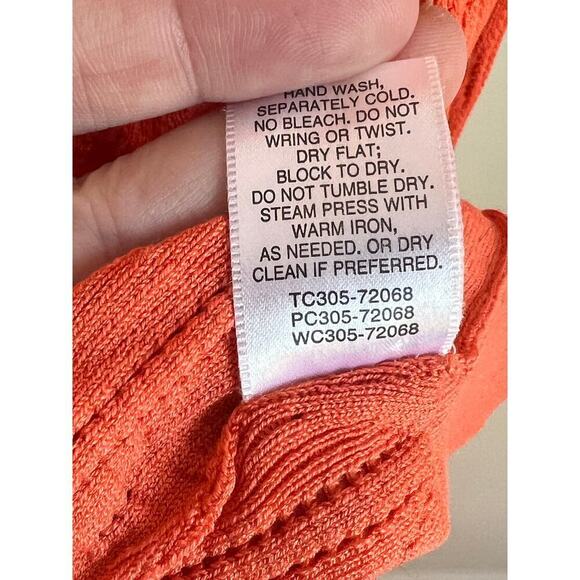 HAND WASH,
SEPARATELY COLD.
NO BLEACH. DO NOT
WRING OR TWIST.
DRY FLAT;
BLOCK TO DRY.
DO NOT TUMBLE DRY.
STEAM PRESS WITH
WARM IRON,
AS NEEDED. OR DRY
CLEAN IF PREFERRED.
TC305-72068
PC305-72068
WC305-72068